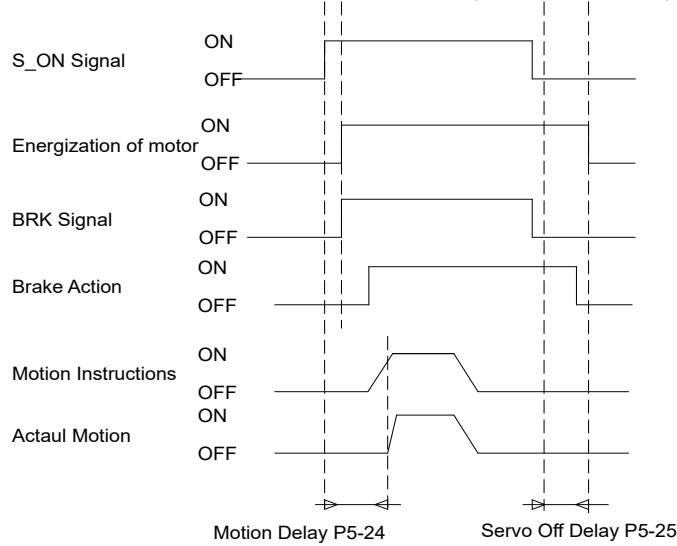 ON
S_ON Signal
OFF
ON
Energization of motor
OFF
ON
BRK Signal
OFF
ON
Brake Action
OFF
ON
Motion Instructions
OFF
ON
Actaul Motion
OFF
Motion Delay P5-24
Servo Off Delay P5-25